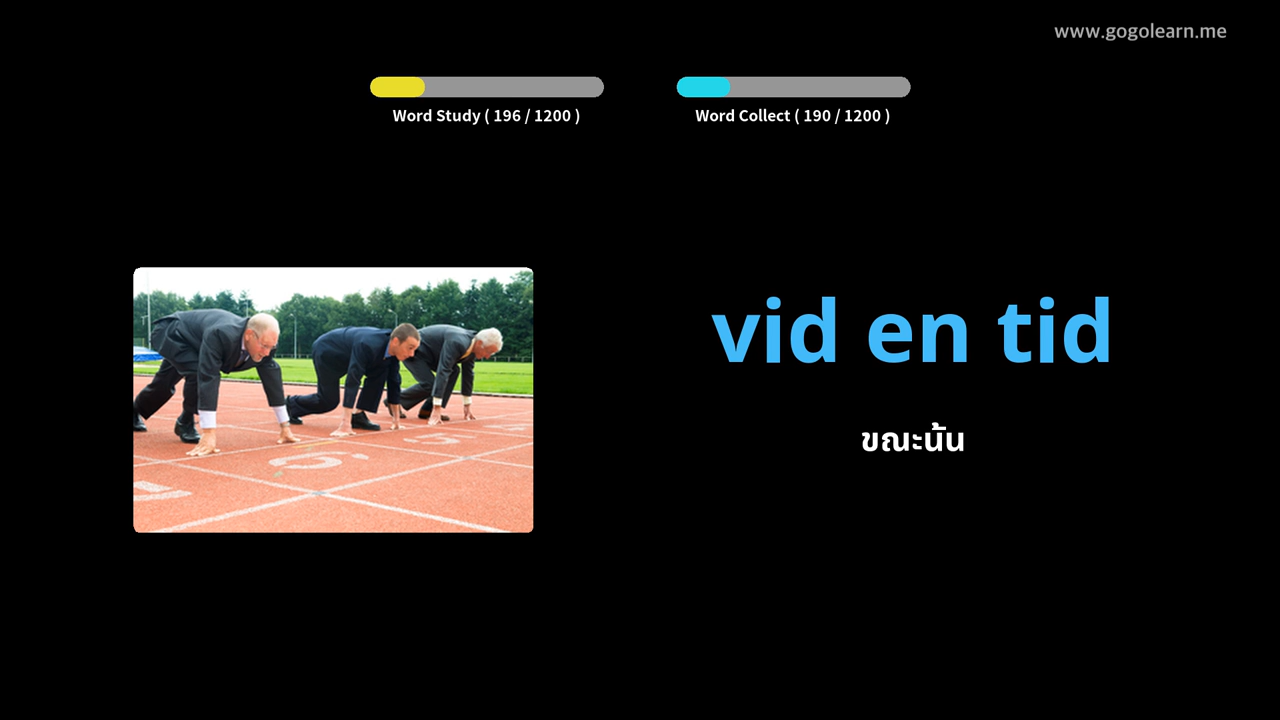 www.gogolearn.me
Word Study ( 196 / 1200 )
Word Collect ( 190 / 1200 )
vid en tid
ขณะนั้น